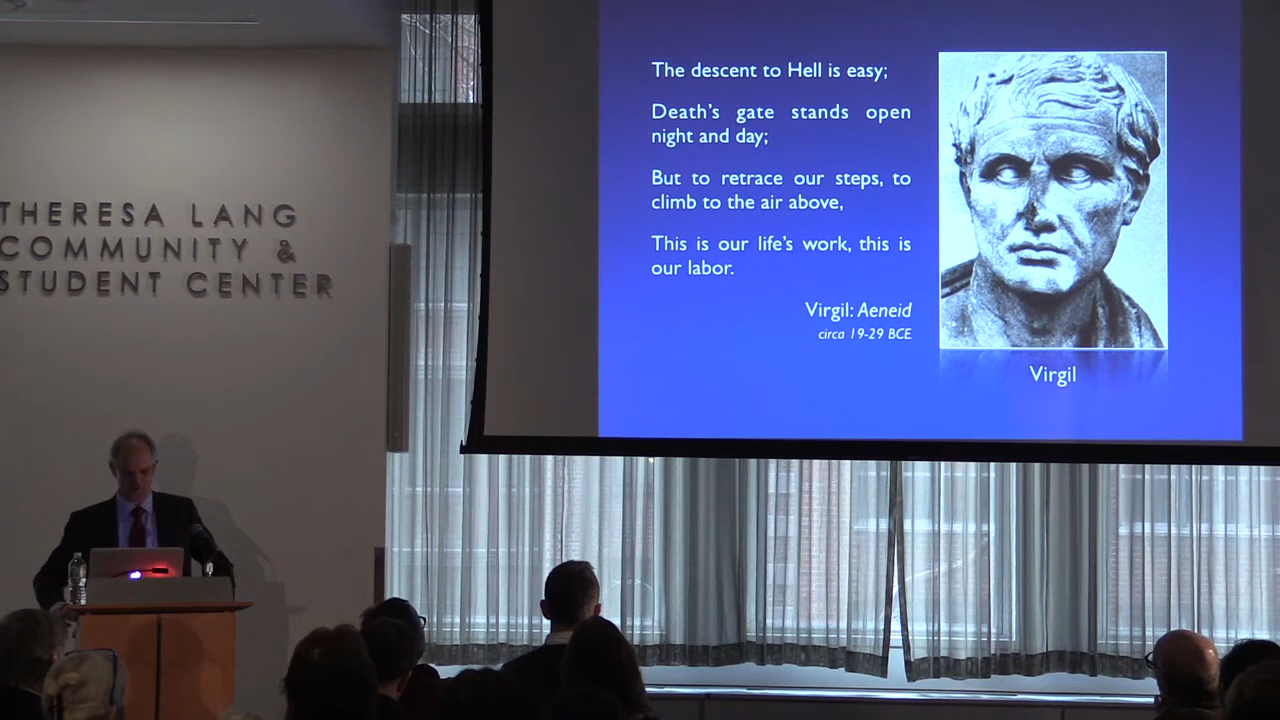 THERESA LANG
COMMUNITY &
STUDENT CENTER
The descent to Hell is easy;
Death's gate stands open
night and day;
But to retrace our steps, to
climb to the air above,
This is our life's work, this is
our labor.
Virgil: Aeneid
circa 19-29 BCE
Virgil